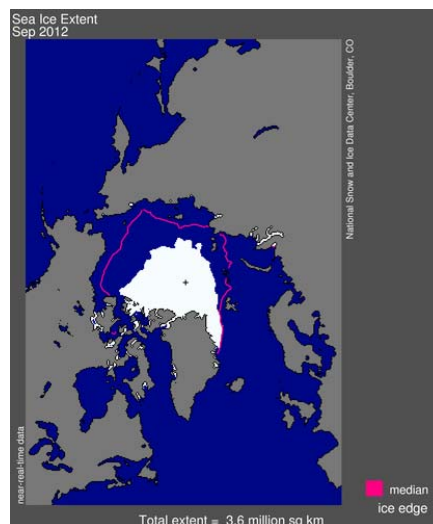 Sea Ice Extent
Sep 2012
National Snow and Ice Data Center, Boulder, CO
near-real-time data
median
ice edge
Total extent = 3.6 million sq km